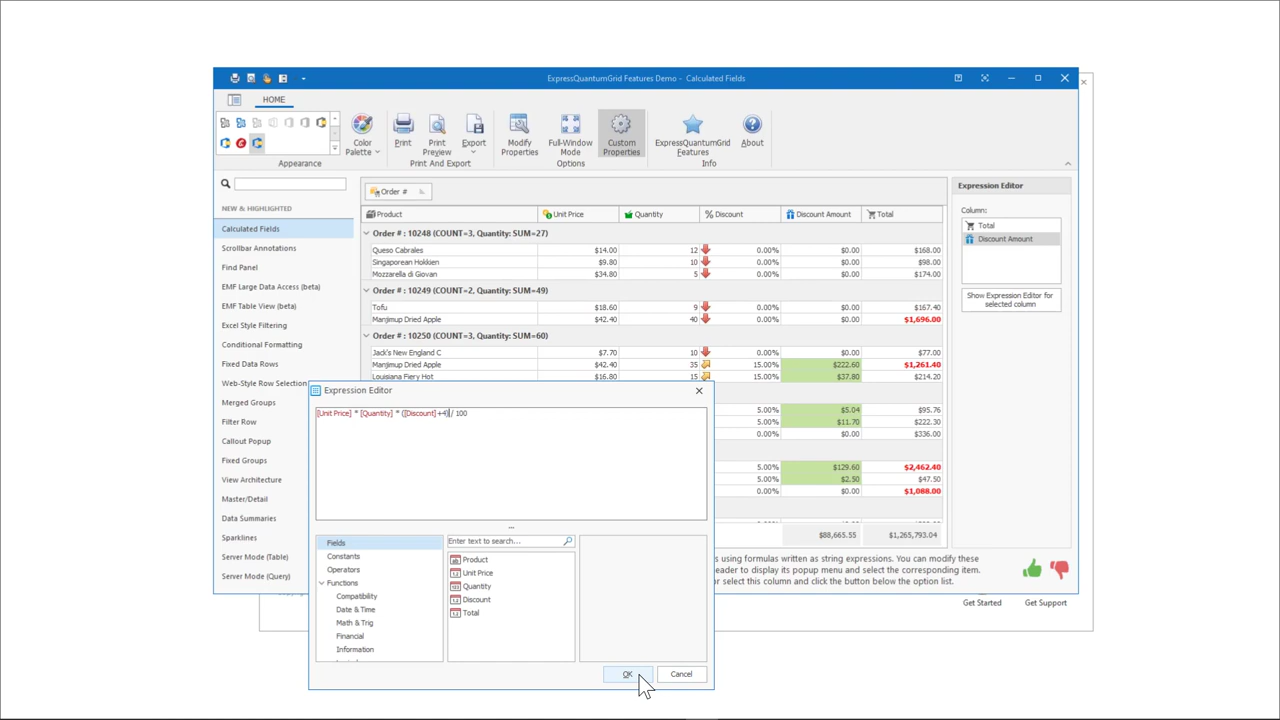 ExpressQuantumGrid Features Demo - Calculated Fields
HOME
Color Palette
Print
Print Preview
Export
Modify Properties
Full-Window Mode
Custom Properties
ExpressQuantumGrid Features
About
Appearance
Print And Export
Options
Info
NEW & HIGHLIGHTED
Calculated Fields
Scrollbar Annotations
Find Panel
EMF Large Data Access (beta)
EMF Table View (beta)
Excel Style Filtering
Conditional Formatting
Fixed Data Rows
Web-Style Row Selection
Merged Groups
Filter Row
Callout Popup
Fixed Groups
View Architecture
Master/Detail
Data Summaries
Sparklines
Server Mode (Table)
Server Mode (Query)
Order #
Product Unit Price Quantity % Discount Discount Amount Total
Order # : 10248 (COUNT=3, Quantity: SUM=27)
Queso Cabrales $14.00 12 0.00% $0.00 $168.00
Singaporean Hokkien $9.80 10 0.00% $0.00 $98.00
Mozzarella di Giovan $34.80 5 0.00% $0.00 $174.00
Order # : 10249 (COUNT=2, Quantity: SUM=49)
Tofu $18.60 9 0.00% $0.00 $167.40
Manjimup Dried Apple $42.40 40 0.00% $0.00 $1,696.00
Order # : 10250 (COUNT=3, Quantity: SUM=60)
Jack's New England C $7.70 10 0.00% $0.00 $77.00
Manjimup Dried Apple $42.40 35 15.00% $222.60 $1,261.40
Louisiana Fiery Hot $16.80 15 15.00% $37.80 $214.20
5.00% $5.04 $95.76
5.00% $11.70 $222.30
0.00% $0.00 $336.00
5.00% $129.60 $2,462.40
5.00% $2.50 $47.50
0.00% $0.00 $1,088.00
$88,665.55 $1,265,793.04
Expression Editor
Column:
Total
Discount Amount
Show Expression Editor for
selected column
Expression Editor
[Unit Price] * [Quantity] * ([Discount]+4)/ 100
...
Fields
Constants
Operators
Functions
Compatibility
Date & Time
Math & Trig
Financial
Information
Enter text to search...
Product
Unit Price
Quantity
Discount
Total
OK
Cancel
s using formulas written as string expressions. You can modify these
eader to display its popup menu and select the corresponding item.
or select this column and click the button below the option list.
Get Started
Get Support